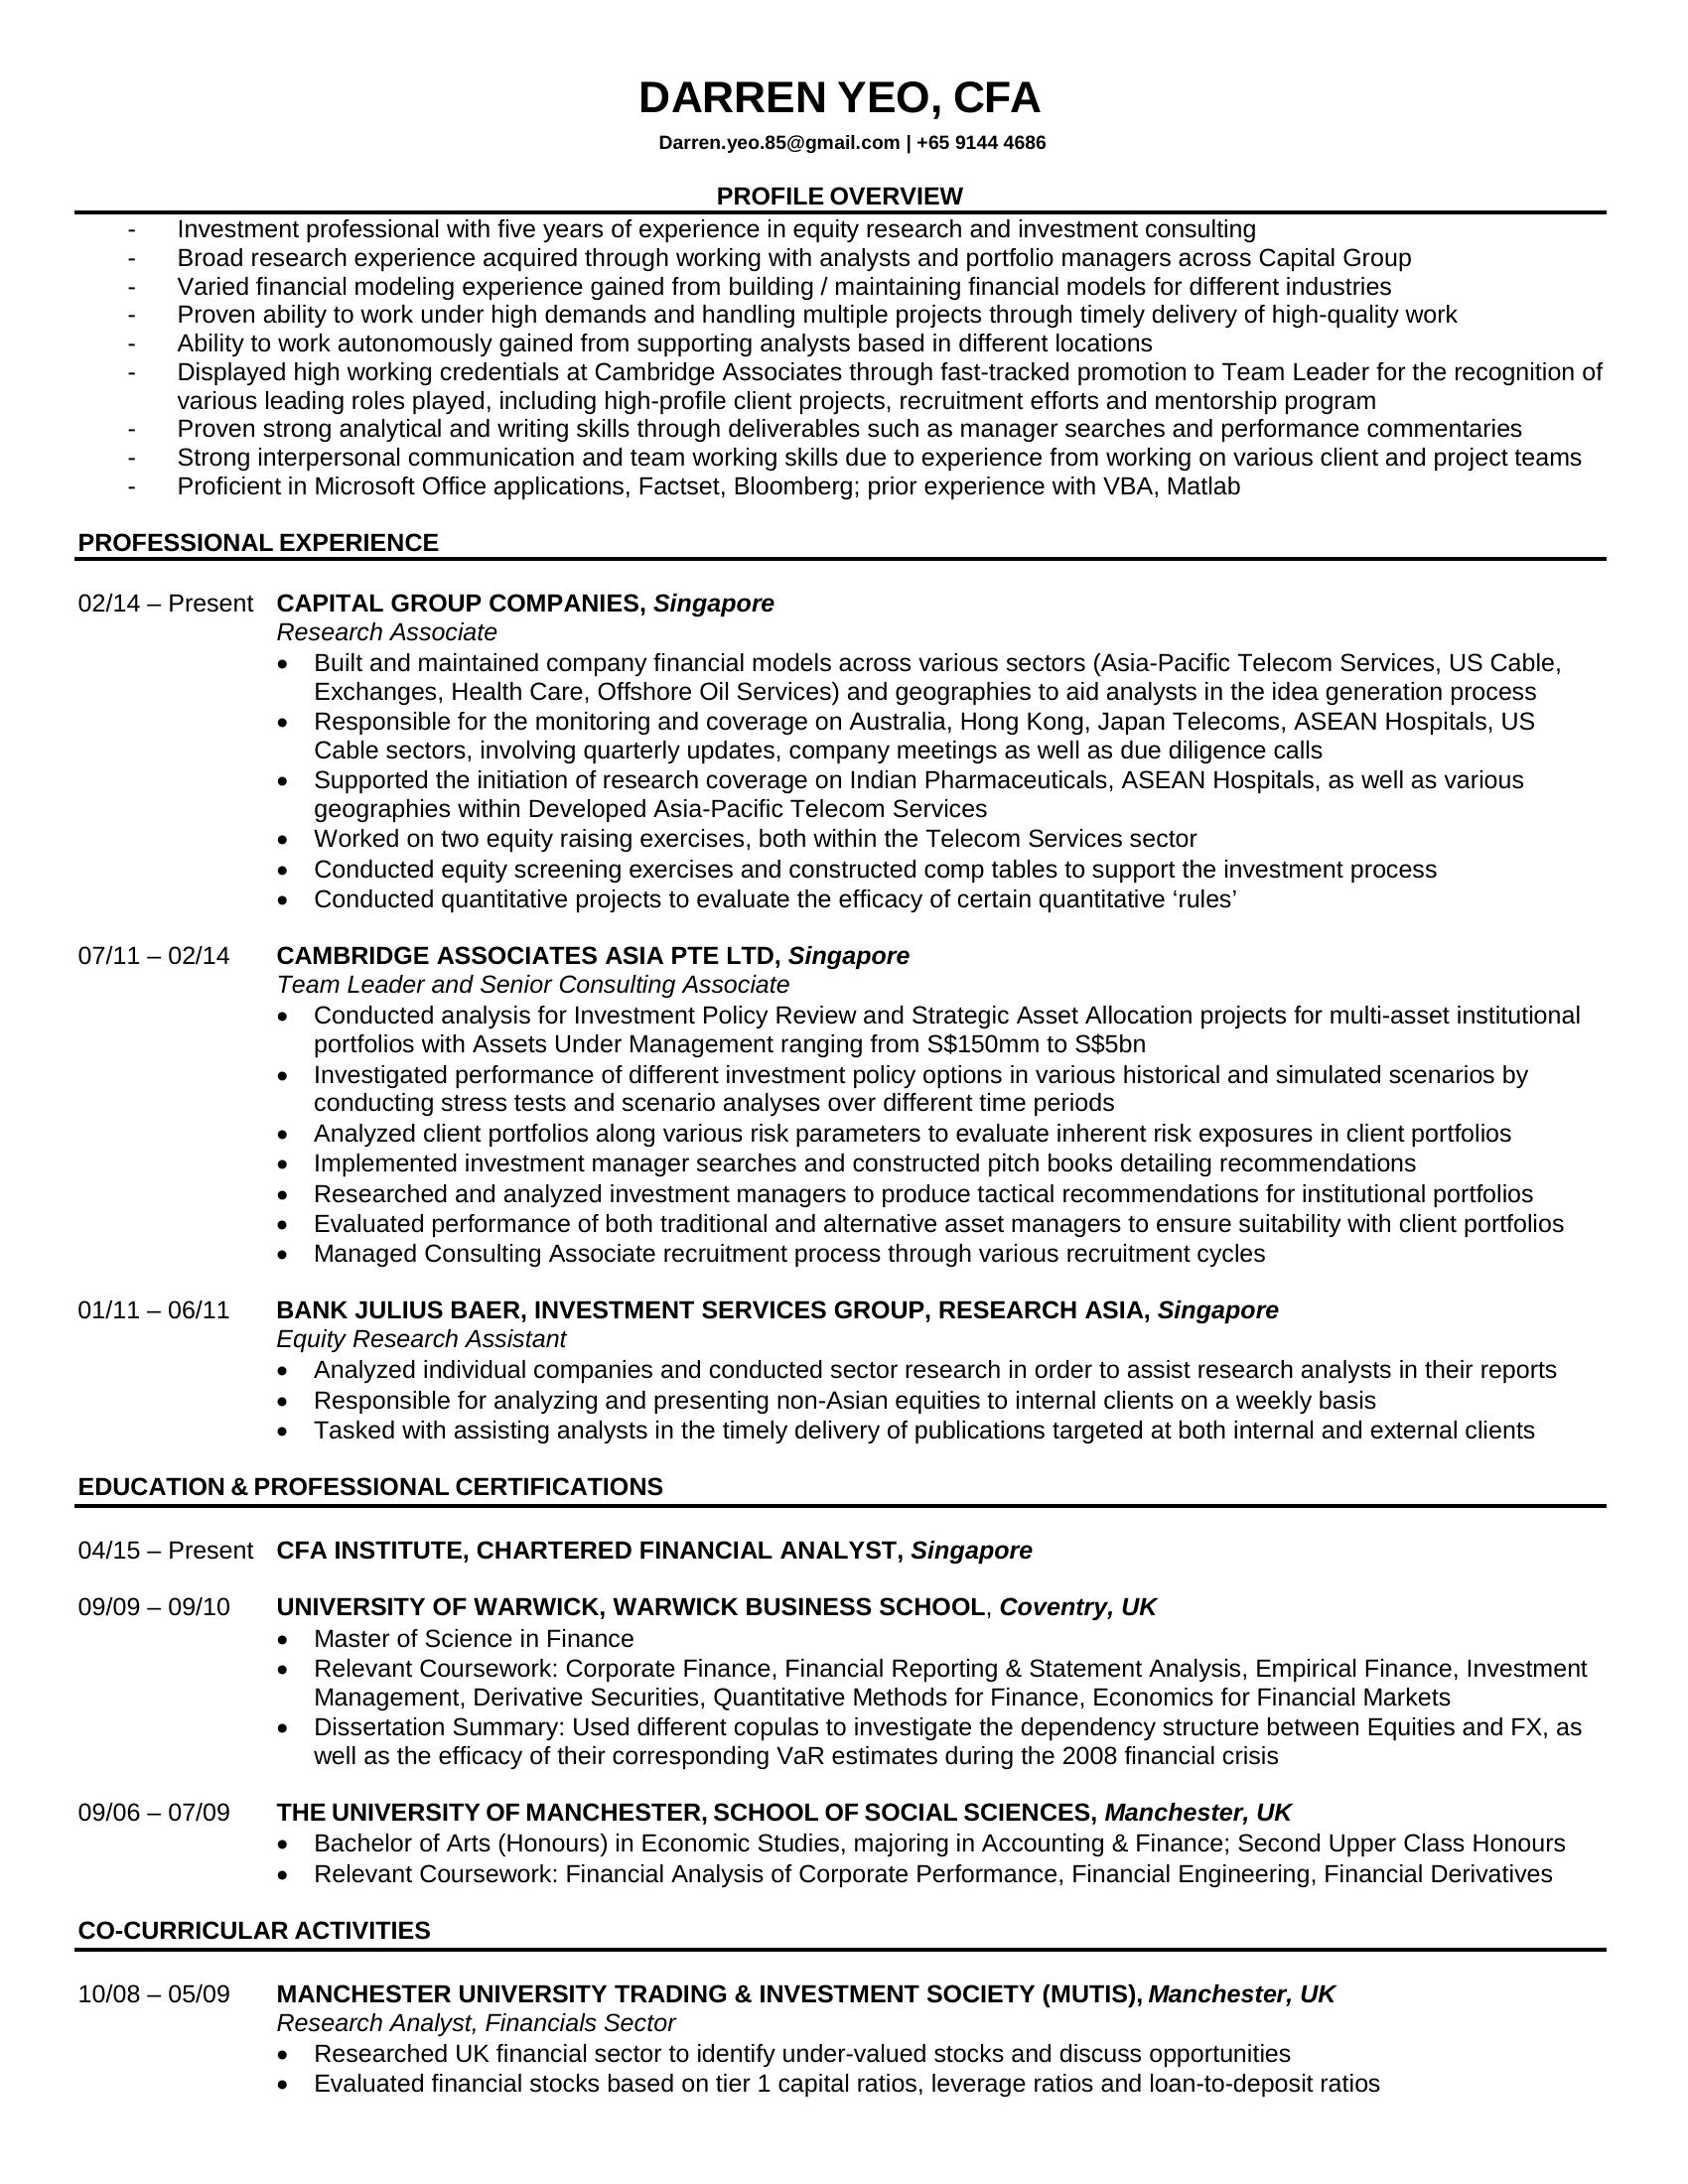 DARREN YEO, CFA
Darren.yeo.85@gmail.com | +65 9144 4686
PROFILE OVERVIEW
- Investment professional with five years of experience in equity research and investment consulting
- Broad research experience acquired through working with analysts and portfolio managers across Capital Group
- Varied financial modeling experience gained from building / maintaining financial models for different industries
- Proven ability to work under high demands and handling multiple projects through timely delivery of high-quality work
- Ability to work autonomously gained from supporting analysts based in different locations
- Displayed high working credentials at Cambridge Associates through fast-tracked promotion to Team Leader for the recognition of
various leading roles played, including high-profile client projects, recruitment efforts and mentorship program
- Proven strong analytical and writing skills through deliverables such as manager searches and performance commentaries
- Strong interpersonal communication and team working skills due to experience from working on various client and project teams
- Proficient in Microsoft Office applications, Factset, Bloomberg; prior experience with VBA, Matlab
PROFESSIONAL EXPERIENCE
02/14 – Present CAPITAL GROUP COMPANIES, Singapore
Research Associate
• Built and maintained company financial models across various sectors (Asia-Pacific Telecom Services, US Cable,
Exchanges, Health Care, Offshore Oil Services) and geographies to aid analysts in the idea generation process
• Responsible for the monitoring and coverage on Australia, Hong Kong, Japan Telecoms, ASEAN Hospitals, US
Cable sectors, involving quarterly updates, company meetings as well as due diligence calls
• Supported the initiation of research coverage on Indian Pharmaceuticals, ASEAN Hospitals, as well as various
geographies within Developed Asia-Pacific Telecom Services
• Worked on two equity raising exercises, both within the Telecom Services sector
• Conducted equity screening exercises and constructed comp tables to support the investment process
• Conducted quantitative projects to evaluate the efficacy of certain quantitative ‘rules’
07/11 – 02/14 CAMBRIDGE ASSOCIATES ASIA PTE LTD, Singapore
Team Leader and Senior Consulting Associate
• Conducted analysis for Investment Policy Review and Strategic Asset Allocation projects for multi-asset institutional
portfolios with Assets Under Management ranging from S$150mm to S$5bn
• Investigated performance of different investment policy options in various historical and simulated scenarios by
conducting stress tests and scenario analyses over different time periods
• Analyzed client portfolios along various risk parameters to evaluate inherent risk exposures in client portfolios
• Implemented investment manager searches and constructed pitch books detailing recommendations
• Researched and analyzed investment managers to produce tactical recommendations for institutional portfolios
• Evaluated performance of both traditional and alternative asset managers to ensure suitability with client portfolios
• Managed Consulting Associate recruitment process through various recruitment cycles
01/11 – 06/11 BANK JULIUS BAER, INVESTMENT SERVICES GROUP, RESEARCH ASIA, Singapore
Equity Research Assistant
• Analyzed individual companies and conducted sector research in order to assist research analysts in their reports
• Responsible for analyzing and presenting non-Asian equities to internal clients on a weekly basis
• Tasked with assisting analysts in the timely delivery of publications targeted at both internal and external clients
EDUCATION & PROFESSIONAL CERTIFICATIONS
04/15 – Present CFA INSTITUTE, CHARTERED FINANCIAL ANALYST, Singapore
09/09 – 09/10 UNIVERSITY OF WARWICK, WARWICK BUSINESS SCHOOL, Coventry, UK
• Master of Science in Finance
• Relevant Coursework: Corporate Finance, Financial Reporting & Statement Analysis, Empirical Finance, Investment
Management, Derivative Securities, Quantitative Methods for Finance, Economics for Financial Markets
• Dissertation Summary: Used different copulas to investigate the dependency structure between Equities and FX, as
well as the efficacy of their corresponding VaR estimates during the 2008 financial crisis
09/06 – 07/09 THE UNIVERSITY OF MANCHESTER, SCHOOL OF SOCIAL SCIENCES, Manchester, UK
• Bachelor of Arts (Honours) in Economic Studies, majoring in Accounting & Finance; Second Upper Class Honours
• Relevant Coursework: Financial Analysis of Corporate Performance, Financial Engineering, Financial Derivatives
CO-CURRICULAR ACTIVITIES
10/08 – 05/09 MANCHESTER UNIVERSITY TRADING & INVESTMENT SOCIETY (MUTIS), Manchester, UK
Research Analyst, Financials Sector
• Researched UK financial sector to identify under-valued stocks and discuss opportunities
• Evaluated financial stocks based on tier 1 capital ratios, leverage ratios and loan-to-deposit ratios